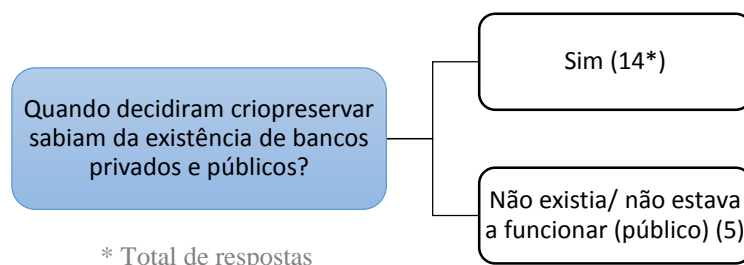 Quando decidiram criopreservar
sabiam da existência de bancos
privados e públicos?
Sim (14*)
Não existia/ não estava
a funcionar (público) (5)
* Total de respostas